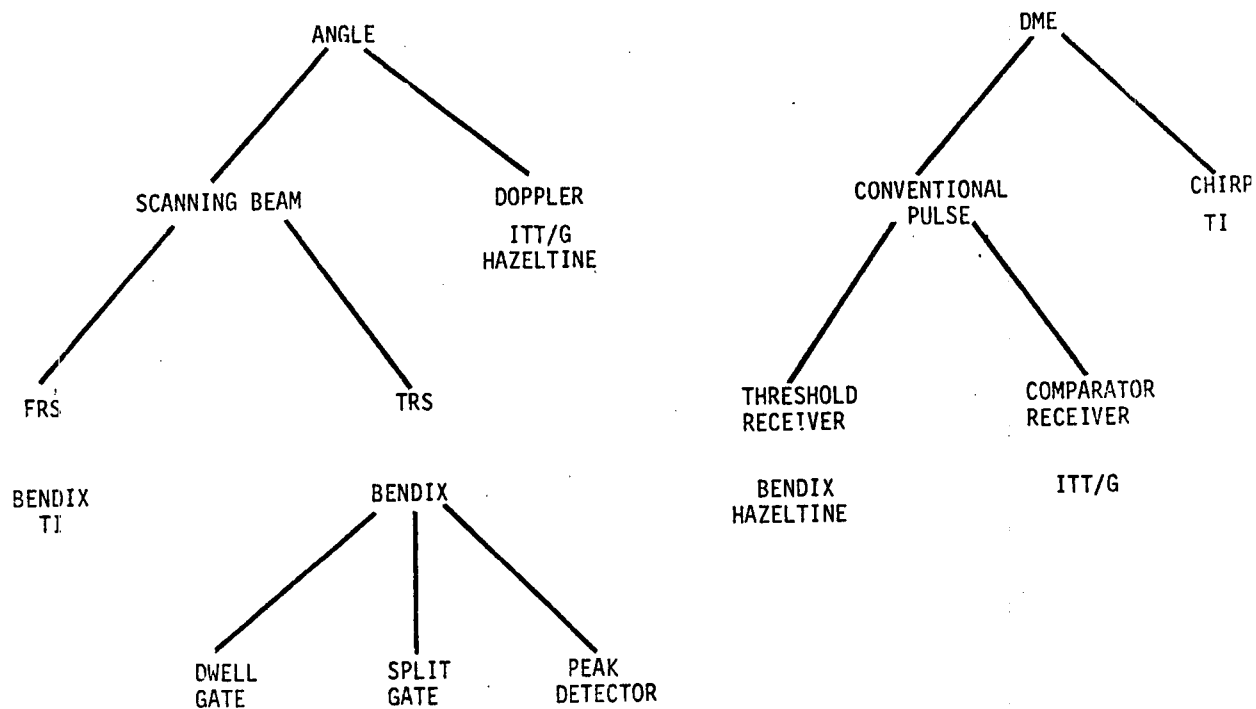 ANGLE
SCANNING BEAM
DOPPLER
ITT/G
HAZELTINE
FRS
TRS
BENDIX
TI
BENDIX
DWELL
GATE
SPLIT
GATE
PEAK
DETECTOR
DME
CONVENTIONAL
PULSE
CHIRP
TI
THRESHOLD
RECEIVER
COMPARATOR
RECEIVER
BENDIX
HAZELTINE
ITT/G